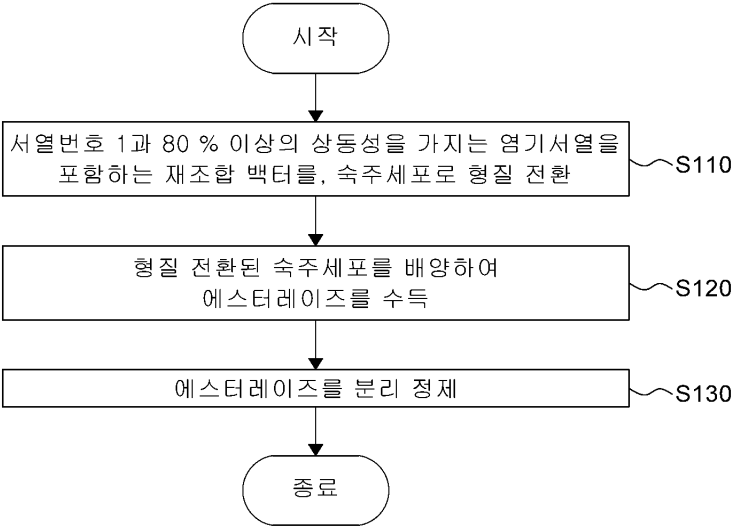 시작
서열번호 1과 80 % 이상의 상동성을 가지는 염기서열을
포함하는 재조합 백터를, 숙주세포로 형질 전환
S110
형질 전환된 숙주세포를 배양하여
에스터레이즈를 수득
S120
에스터레이즈를 분리 정제
S130
종료